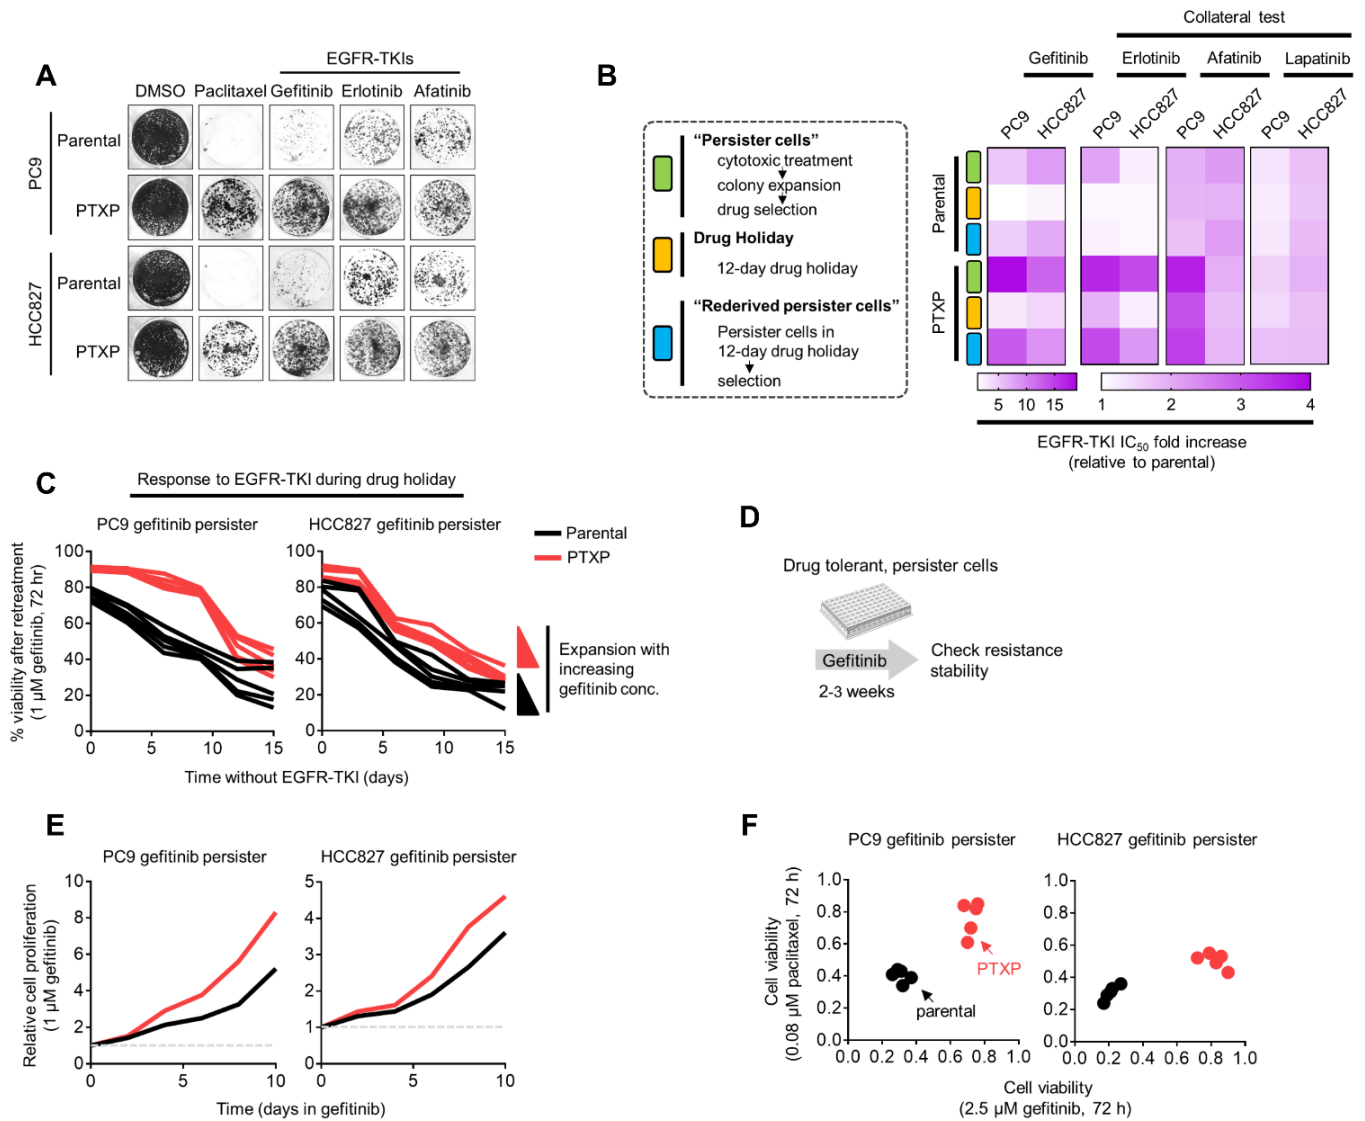 A
EGFR-TKIs
DMSO Paclitaxel Gefitinib Erlotinib Afatinib
PC9
Parental
PTXP
HCC827
Parental
PTXP
B
"Persister cells"
cytotoxic treatment
colony expansion
drug selection
Drug Holiday
12-day drug holiday
"Rederived persister cells"
Persister cells in
12-day drug holiday
selection
Collateral test
Gefitinib Erlotinib Afatinib Lapatinib
PC9 HCC827 PC9 HCC827 PC9 HCC827 PC9 HCC827
Parental
PTXP
5 10 15
1 2 3 4
EGFR-TKI IC50 fold increase
(relative to parental)
C
Response to EGFR-TKI during drug holiday
PC9 gefitinib persister
HCC827 gefitinib persister
% viability after retreatment
(1 µM gefitinib, 72 hr)
100
80
60
40
20
0
0 5 10 15
100
80
60
40
20
0
0 5 10 15
Time without EGFR-TKI (days)
Parental
PTXP
Expansion with
increasing
gefitinib conc.
D
Drug tolerant, persister cells
Gefitinib
2-3 weeks
Check resistance
stability
E
PC9 gefitinib persister
HCC827 gefitinib persister
Relative cell proliferation
(1 µM gefitinib)
10
8
6
4
2
0
0 5 10
5
4
3
2
1
0
0 5 10
Time (days in gefitinib)
F
PC9 gefitinib persister
HCC827 gefitinib persister
Cell viability
(0.08 µM paclitaxel, 72 h)
1.0
0.8
0.6
0.4
0.2
0.0
0.0 0.2 0.4 0.6 0.8 1.0
PTXP
parental
1.0
0.8
0.6
0.4
0.2
0.0
0.0 0.2 0.4 0.6 0.8 1.0
Cell viability
(2.5 µM gefitinib, 72 h)